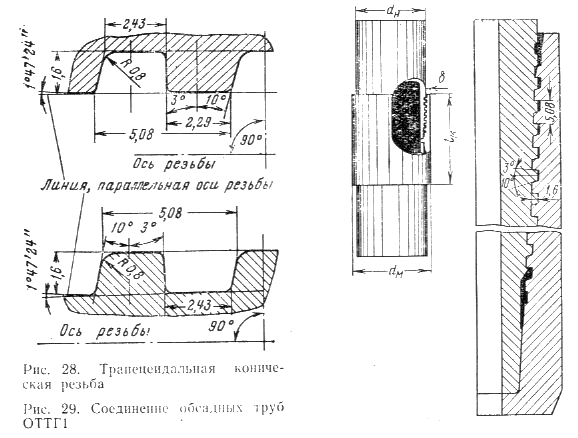 2,43
1°47'24"
1,6
R 0,8
3°
10°
2,29
5,08
90°
Ось резьбы
Линия, параллельная оси резьбы
5,08
10° 3°
1°47'24"
1,6
R 0,8
2,43
90°
Ось резьбы
Рис. 28. Трапецеидальная кониче-
ская резьба
Рис. 29. Соединение обсадных труб
ОТТГ1
dн
δ
lм
dм
5,08
3°
10°
1,6